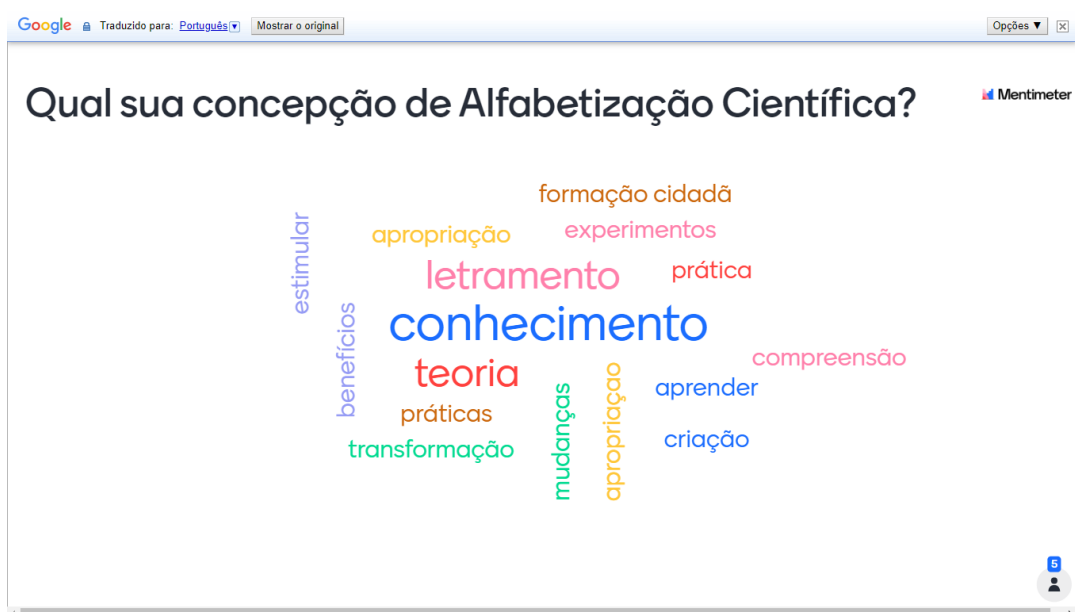 Google Traduzido para: Português▼ Mostrar o original Opções ▼
Qual sua concepção de Alfabetização Científica?
Mentimeter
formação cidadã
estimular
apropriação
experimentos
letramento
prática
benefícios
conhecimento
compreensão
teoria
aprender
práticas
mudanças
apropriaçao
criação
transformação
5